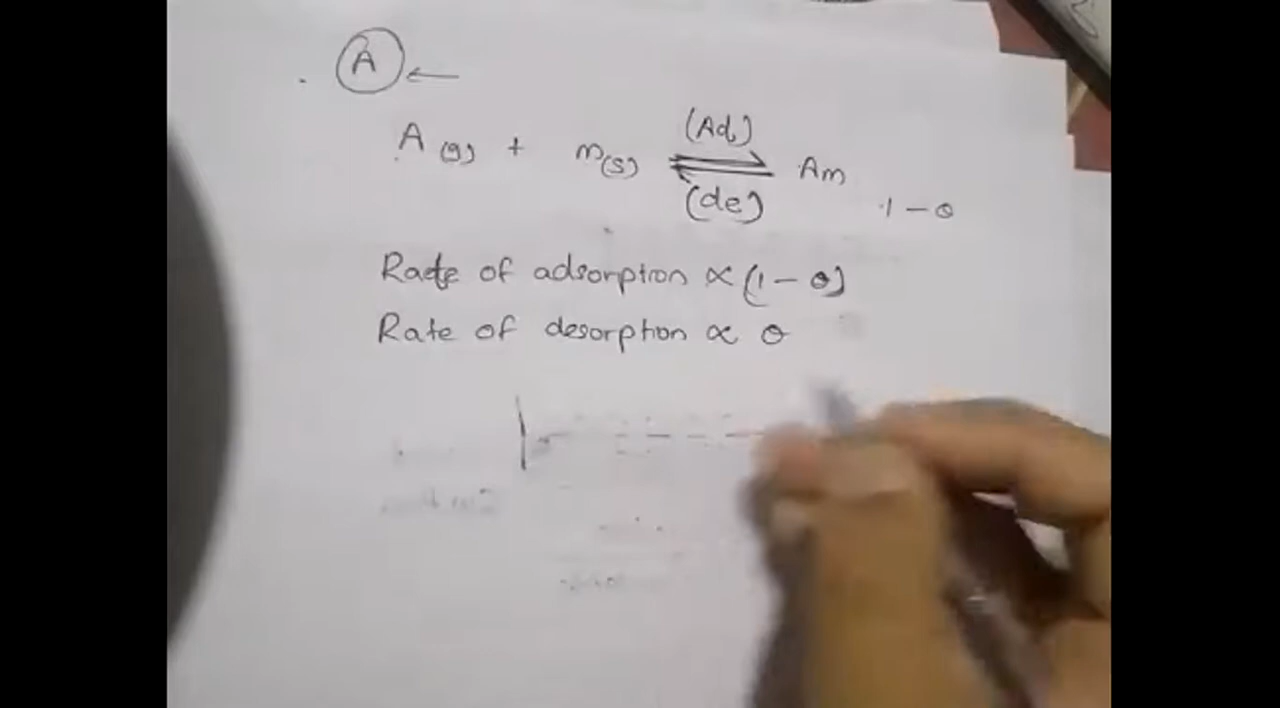 A ←
(Ad)
A (g) + m(s) ⇌ Am
(de)
1 - θ
Rate of adsorption ∝ (1 - θ)
Rate of desorption ∝ θ